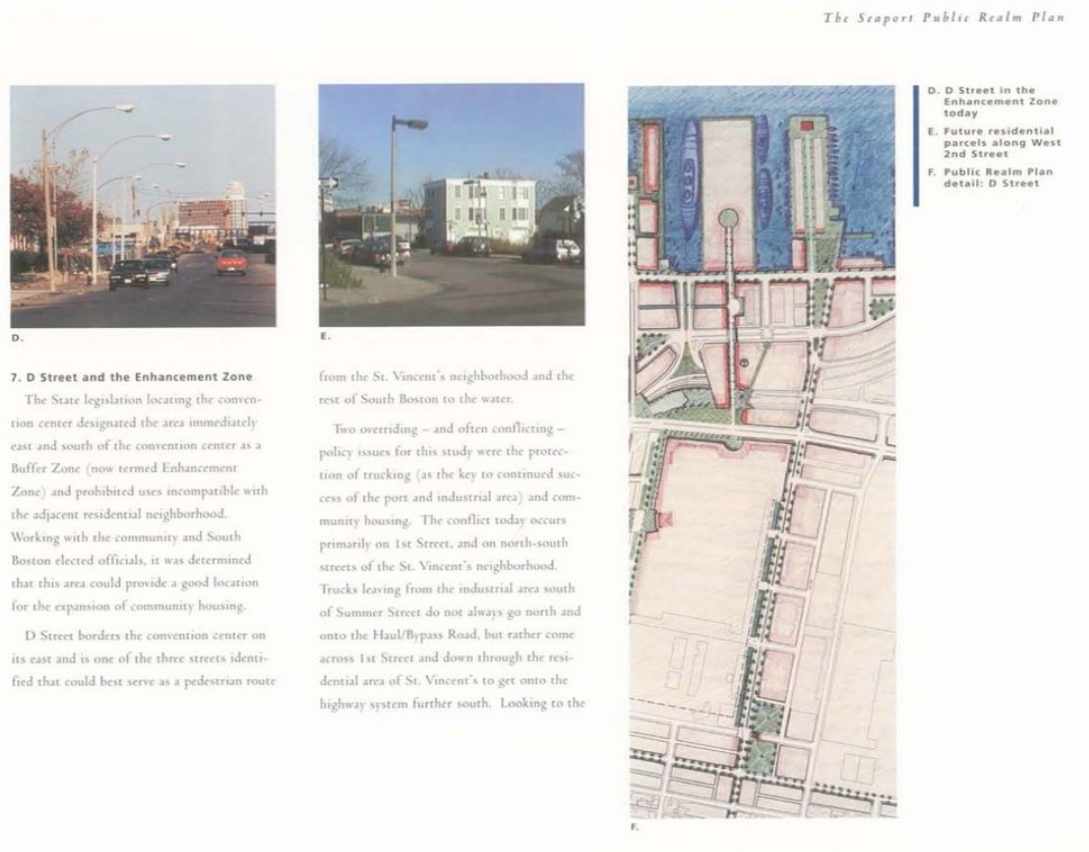 The Seaport Public Realm Plan
D.
E.
7. D Street and the Enhancement Zone
The State legislation locating the conven-
tion center designated the area immediately
east and south of the convention center as a
Buffer Zone (now termed Enhancement
Zone) and prohibited uses incompatible with
the adjacent residential neighborhood.
Working with the community and South
Boston elected officials, it was determined
that this area could provide a good location
for the expansion of community housing.
D Street borders the convention center on
its east and is one of the three streets identi-
fied that could best serve as a pedestrian route
from the St. Vincent's neighborhood and the
rest of South Boston to the water.
Two overriding – and often conflicting –
policy issues for this study were the protec-
tion of trucking (as the key to continued suc-
cess of the port and industrial area) and com-
munity housing. The conflict today occurs
primarily on 1st Street, and on north-south
streets of the St. Vincent's neighborhood.
Trucks leaving from the industrial area south
of Summer Street do not always go north and
onto the Haul/Bypass Road, but rather come
across 1st Street and down through the resi-
dential area of St. Vincent's to get onto the
highway system further south. Looking to the
F.
D. D Street in the
Enhancement Zone
today
E. Future residential
parcels along West
2nd Street
F. Public Realm Plan
detail: D Street